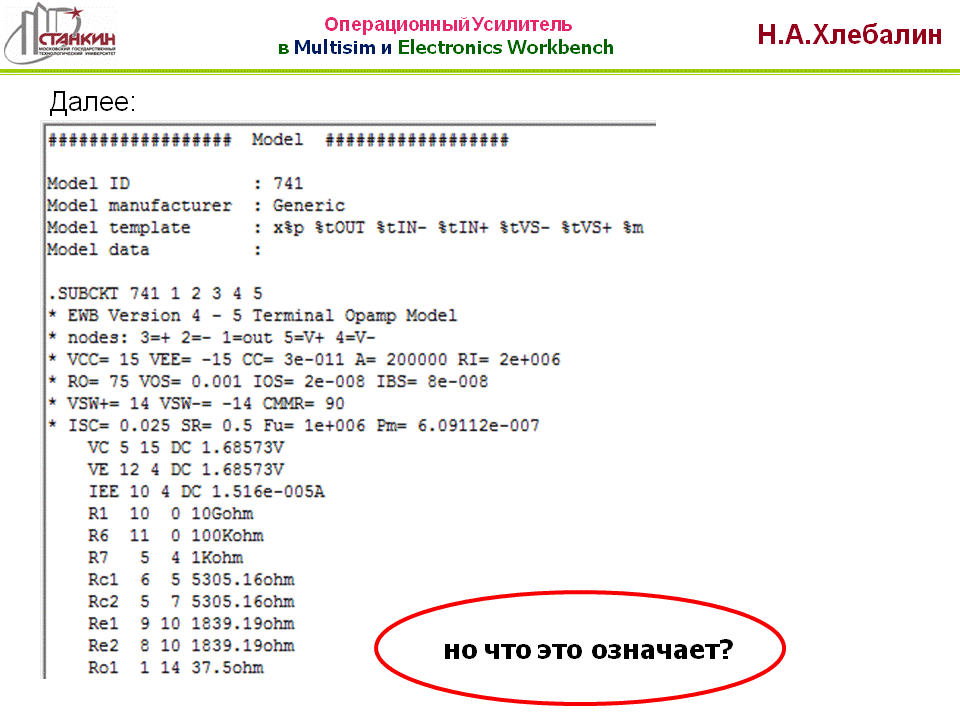 СТАНКИН
МОСКОВСКИЙ ГОСУДАРСТВЕННЫЙ
ТЕХНОЛОГИЧЕСКИЙ УНИВЕРСИТЕТ
Операционный Усилитель
в Multisim и Electronics Workbench
Н.А.Хлебалин
Далее:
################## Model ##################
Model ID : 741
Model manufacturer : Generic
Model template : x%p %tOUT %tIN- %tIN+ %tVS- %tVS+ %m
Model data :
.SUBCKT 741 1 2 3 4 5
* EWB Version 4 - 5 Terminal Opamp Model
* nodes: 3=+ 2=- 1=out 5=V+ 4=V-
* VCC= 15 VEE= -15 CC= 3e-011 A= 200000 RI= 2e+006
* RO= 75 VOS= 0.001 IOS= 2e-008 IBS= 8e-008
* VSW+= 14 VSW-= -14 CMMR= 90
* ISC= 0.025 SR= 0.5 Fu= 1e+006 Pm= 6.09112e-007
VC 5 15 DC 1.68573V
VE 12 4 DC 1.68573V
IEE 10 4 DC 1.516e-005A
R1 10 0 10Gohm
R6 11 0 100Kohm
R7 5 4 1Kohm
Rc1 6 5 5305.16ohm
Rc2 5 7 5305.16ohm
Re1 9 10 1839.19ohm
Re2 8 10 1839.19ohm
Ro1 1 14 37.5ohm
но что это означает?